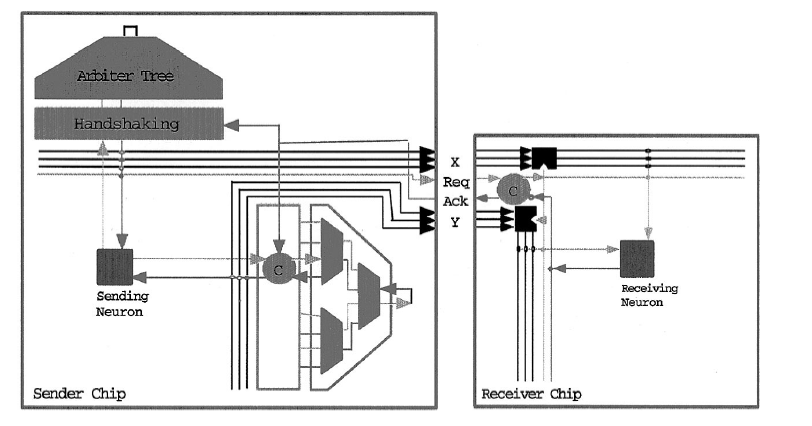 Arbiter Tree
Handshaking
X
Req
Ack
Y
C
C
Sending
Neuron
Receiving
Neuron
Sender Chip
Receiver Chip